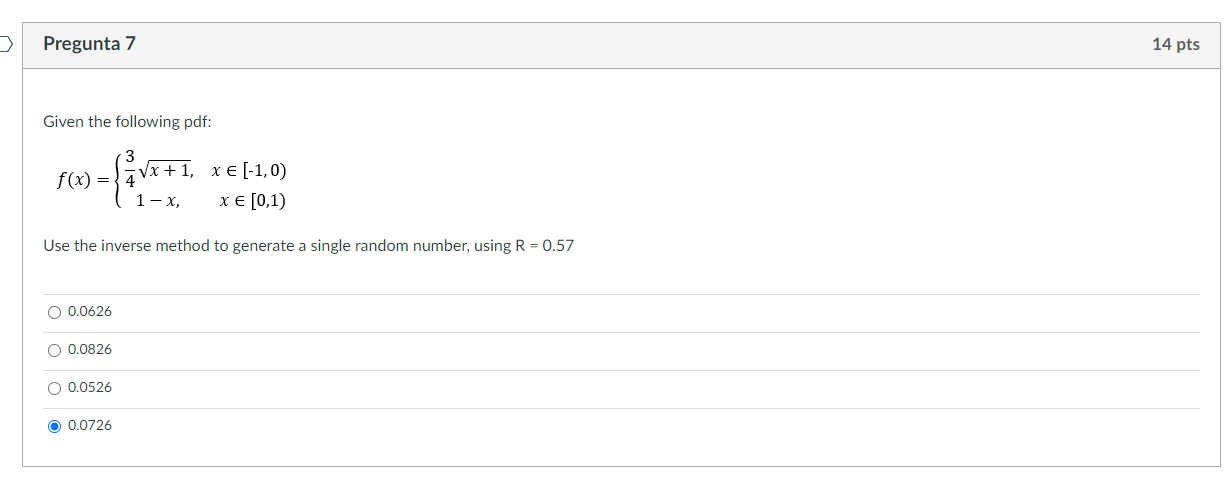 Pregunta 7
14 pts
Given the following pdf:
f(x) = { 3/4 √x + 1, x ∈ [-1,0)
1 − x, x ∈ [0,1)
Use the inverse method to generate a single random number, using R = 0.57
0.0626
0.0826
0.0526
0.0726